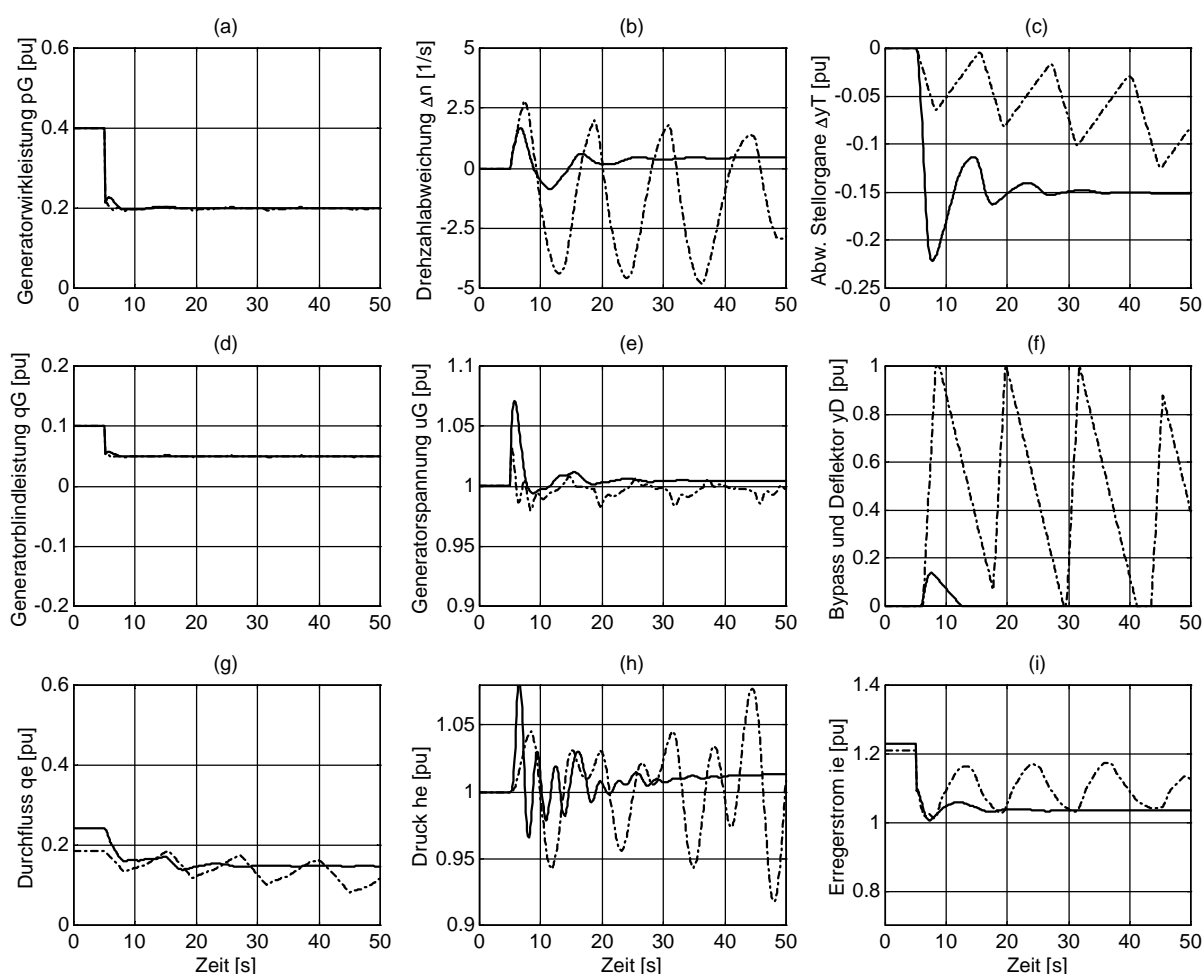 (a)
Generatorwirkleistung pG [pu]
0.6
0.4
0.2
0
0 10 20 30 40 50
(b)
Drehzahlabweichung Δn [1/s]
5
2.5
0
-2.5
-5
0 10 20 30 40 50
(c)
Abw. Stellorgane ΔyT [pu]
0
-0.05
-0.1
-0.15
-0.2
-0.25
0 10 20 30 40 50
(d)
Generatorblindleistung qG [pu]
0.2
0.1
0
-0.1
-0.2
0 10 20 30 40 50
(e)
Generatorspannung uG [pu]
1.1
1.05
1
0.95
0.9
0 10 20 30 40 50
(f)
Bypass und Deflektor yD [pu]
1
0.8
0.6
0.4
0.2
0
0 10 20 30 40 50
(g)
Durchfluss qe [pu]
0.6
0.4
0.2
0
0 10 20 30 40 50
Zeit [s]
(h)
Druck he [pu]
1.05
1
0.95
0.9
0 10 20 30 40 50
Zeit [s]
(i)
Erregerstrom ie [pu]
1.4
1.2
1
0.8
0 10 20 30 40 50
Zeit [s]